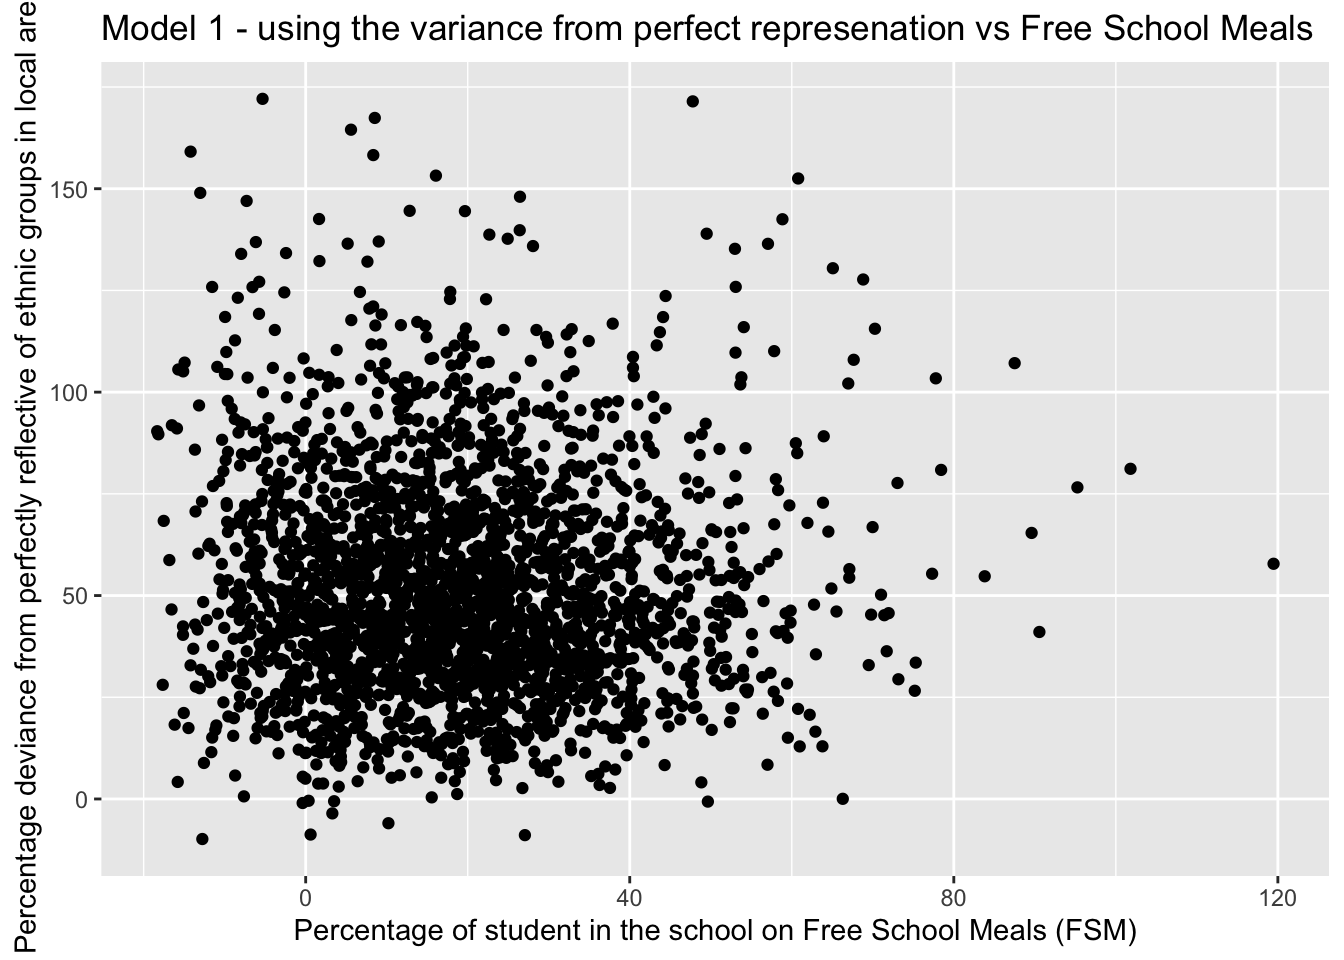 Model 1 - using the variance from perfect represenation vs Free School Meals
Percentage deviance from perfectly reflective of ethnic groups in local are
150
100
50
0
0
40
80
120
Percentage of student in the school on Free School Meals (FSM)